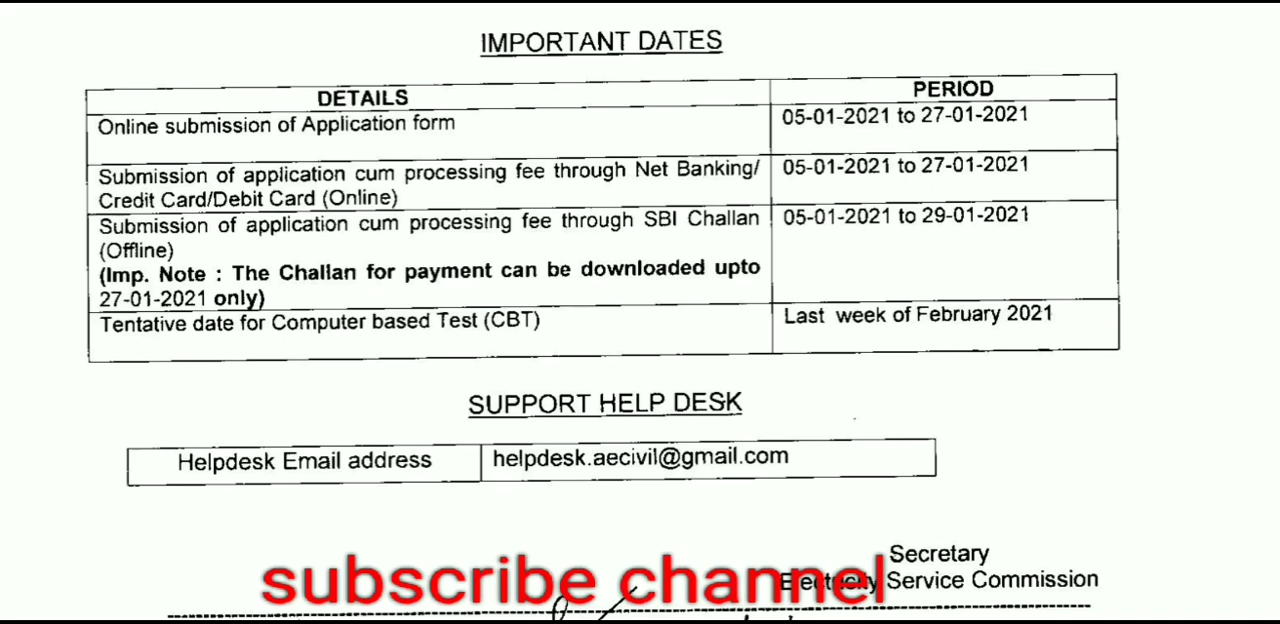 IMPORTANT DATES
DETAILS PERIOD
Online submission of Application form 05-01-2021 to 27-01-2021
Submission of application cum processing fee through Net Banking/ 05-01-2021 to 27-01-2021
Credit Card/Debit Card (Online)
Submission of application cum processing fee through SBI Challan 05-01-2021 to 29-01-2021
(Offline)
(Imp. Note : The Challan for payment can be downloaded upto
27-01-2021 only)
Tentative date for Computer based Test (CBT) Last week of February 2021
SUPPORT HELP DESK
Helpdesk Email address helpdesk.aecivil@gmail.com
Secretary
Electricity Service Commission
subscribe channel